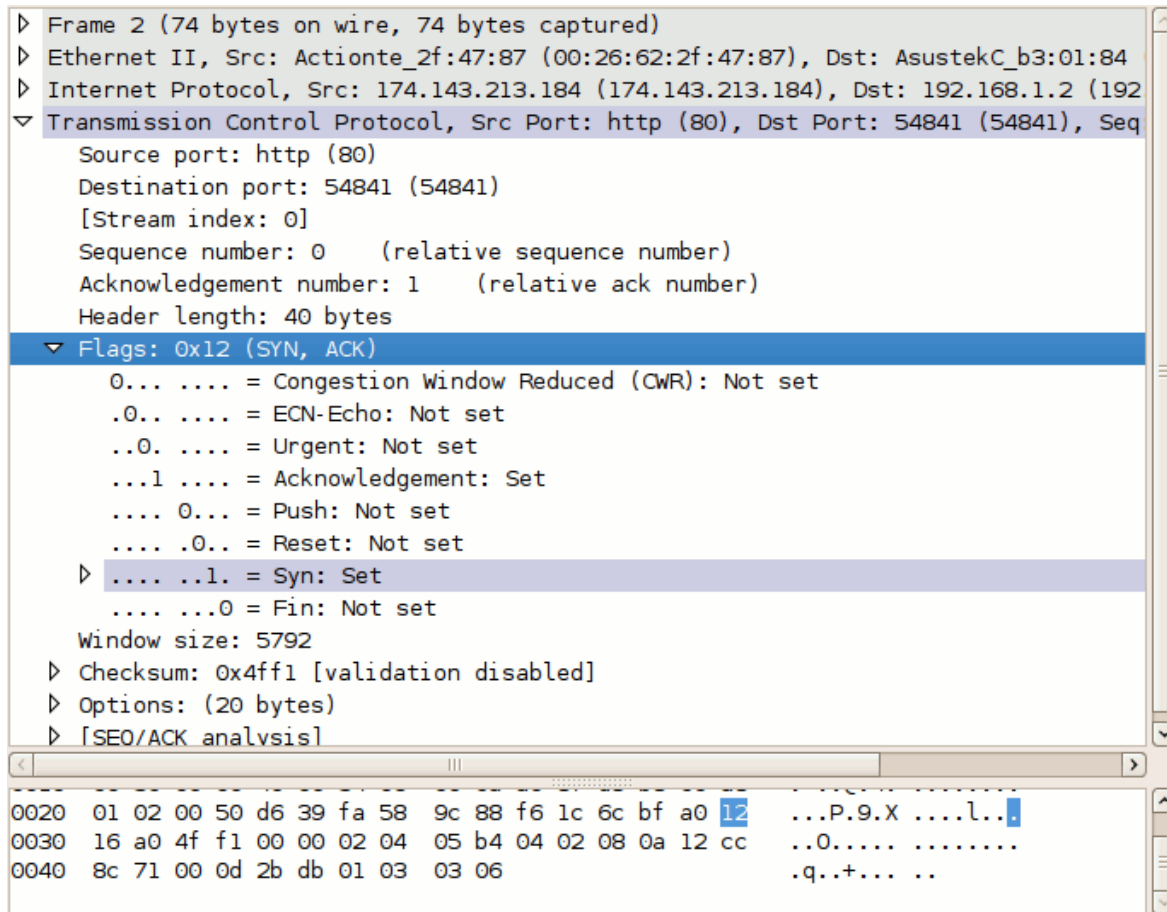 Frame 2 (74 bytes on wire, 74 bytes captured)
Ethernet II, Src: Actionte_2f:47:87 (00:26:62:2f:47:87), Dst: AsustekC_b3:01:84
Internet Protocol, Src: 174.143.213.184 (174.143.213.184), Dst: 192.168.1.2 (192
Transmission Control Protocol, Src Port: http (80), Dst Port: 54841 (54841), Seq
Source port: http (80)
Destination port: 54841 (54841)
[Stream index: 0]
Sequence number: 0    (relative sequence number)
Acknowledgement number: 1    (relative ack number)
Header length: 40 bytes
Flags: 0x12 (SYN, ACK)
0... .... = Congestion Window Reduced (CWR): Not set
.0.. .... = ECN-Echo: Not set
..0. .... = Urgent: Not set
...1 .... = Acknowledgement: Set
.... 0... = Push: Not set
.... .0.. = Reset: Not set
.... ..1. = Syn: Set
.... ...0 = Fin: Not set
Window size: 5792
Checksum: 0x4ff1 [validation disabled]
Options: (20 bytes)
[SEQ/ACK analysis]
0020  01 02 00 50 d6 39 fa 58  9c 88 f6 1c 6c bf a0 12   ...P.9.X ....l...
0030  16 a0 4f f1 00 00 02 04  05 b4 04 02 08 0a 12 cc   ..O..... ........
0040  8c 71 00 0d 2b db 01 03  03 06   .q..+... ..